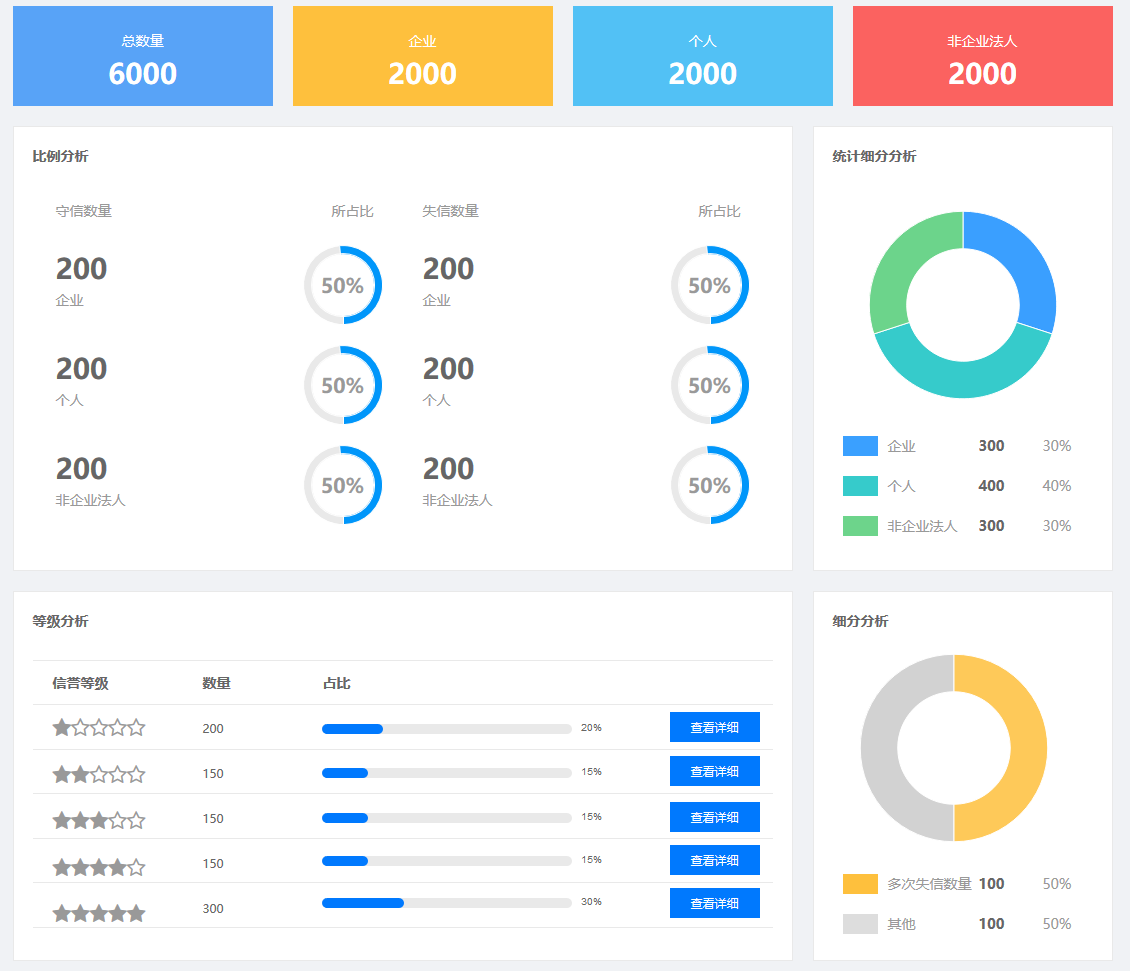 总数量
6000
企业
2000
个人
2000
非企业法人
2000
比例分析
守信数量 所占比 失信数量 所占比
200
企业
50%
200
企业
50%
200
个人
50%
200
个人
50%
200
非企业法人
50%
200
非企业法人
50%
统计细分分析
企业 300 30%
个人 400 40%
非企业法人 300 30%
等级分析
信誉等级 数量 占比
200 20% 查看详细
150 15% 查看详细
150 15% 查看详细
150 15% 查看详细
300 30% 查看详细
细分分析
多次失信数量 100 50%
其他 100 50%